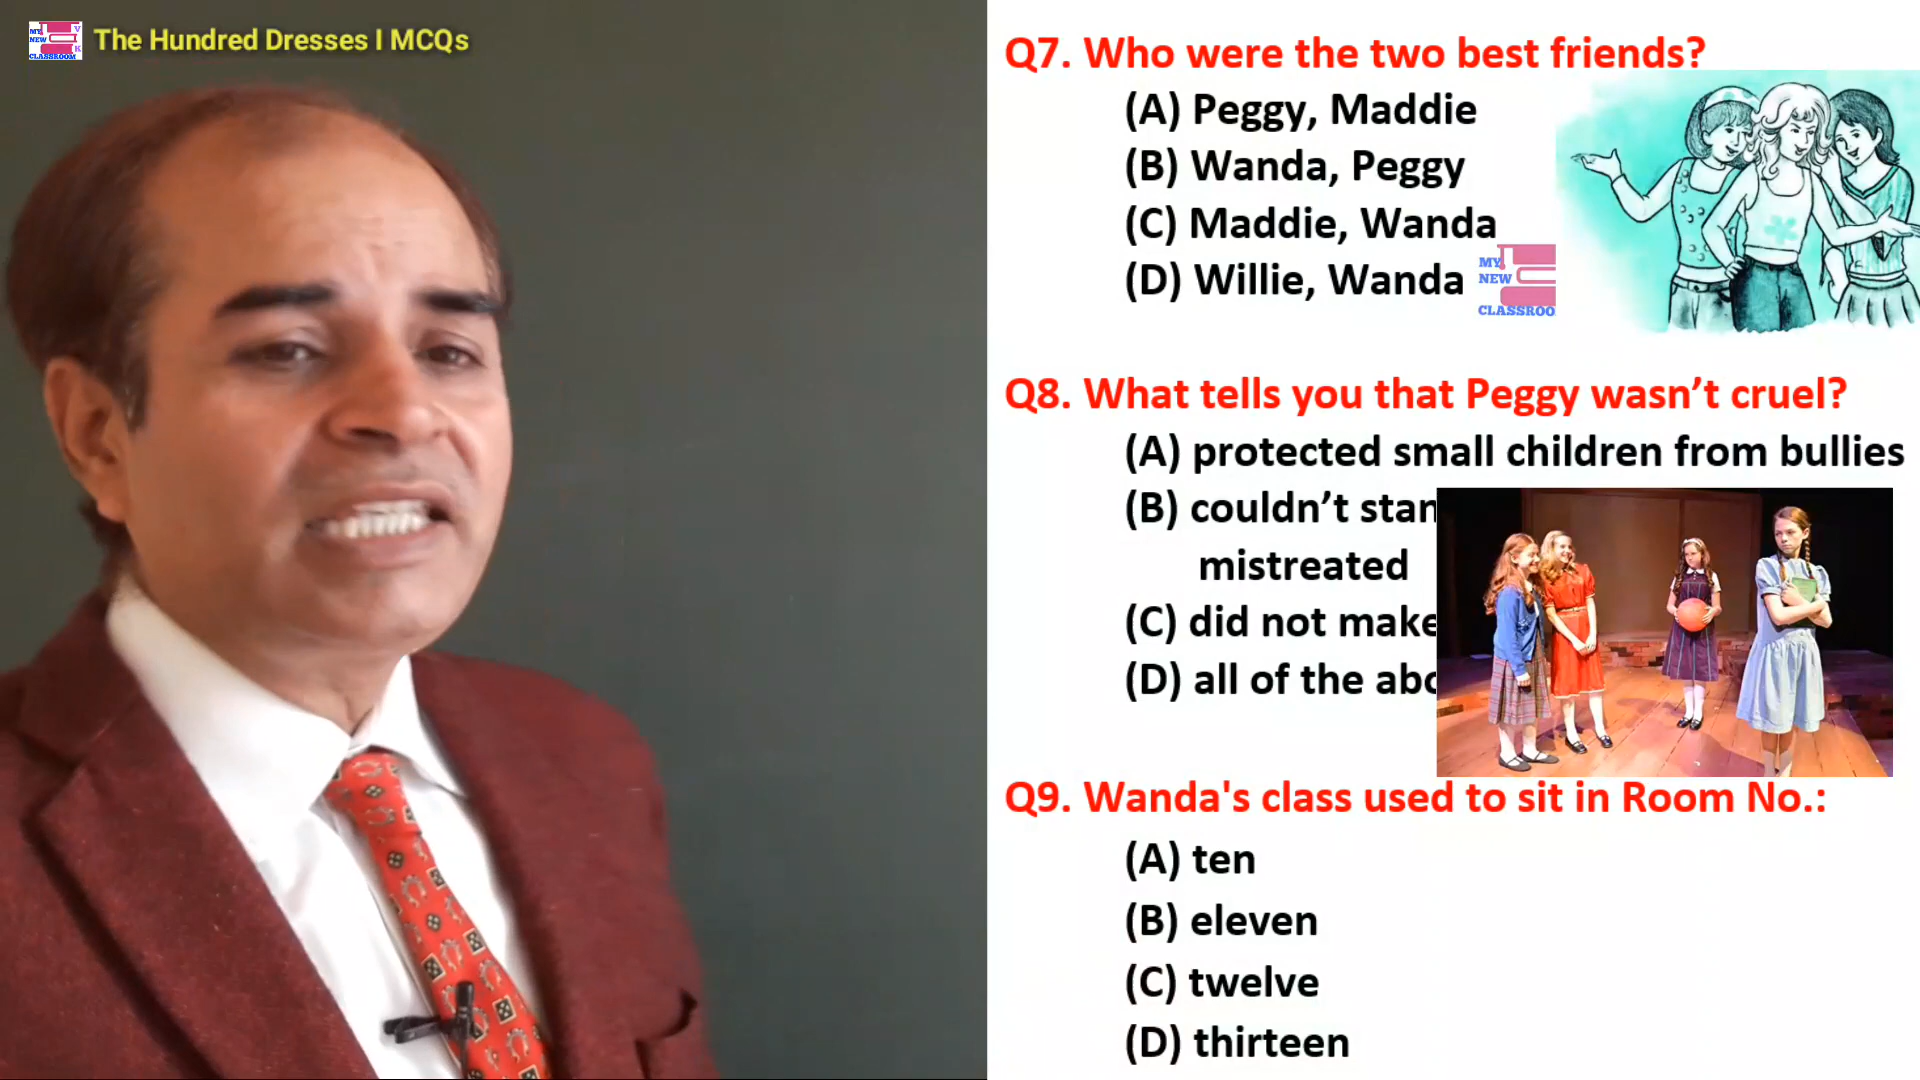 MY
NEW
CLASSROOM
V
K
The Hundred Dresses I MCQs
Q7. Who were the two best friends?
(A) Peggy, Maddie
(B) Wanda, Peggy
(C) Maddie, Wanda
(D) Willie, Wanda
MY
NEW
CLASSROO
Q8. What tells you that Peggy wasn’t cruel?
(A) protected small children from bullies
(B) couldn’t stan
mistreated
(C) did not make
(D) all of the abo
Q9. Wanda's class used to sit in Room No.:
(A) ten
(B) eleven
(C) twelve
(D) thirteen